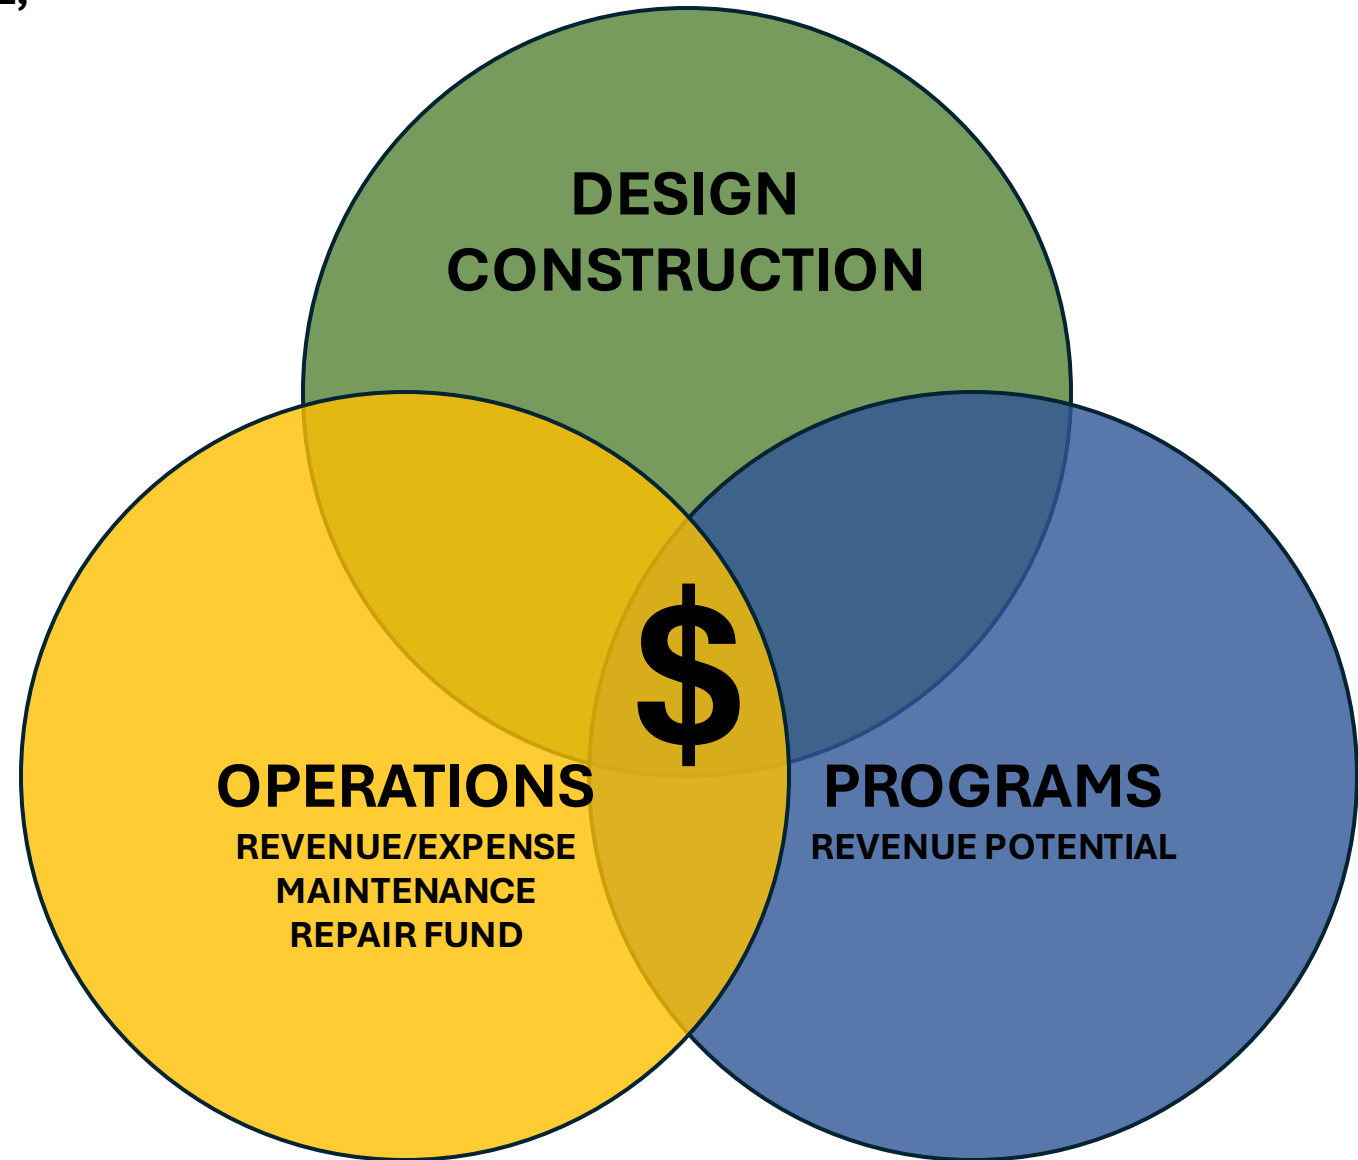 DESIGN
CONSTRUCTION
$
OPERATIONS
REVENUE/EXPENSE
MAINTENANCE
REPAIR FUND
PROGRAMS
REVENUE POTENTIAL